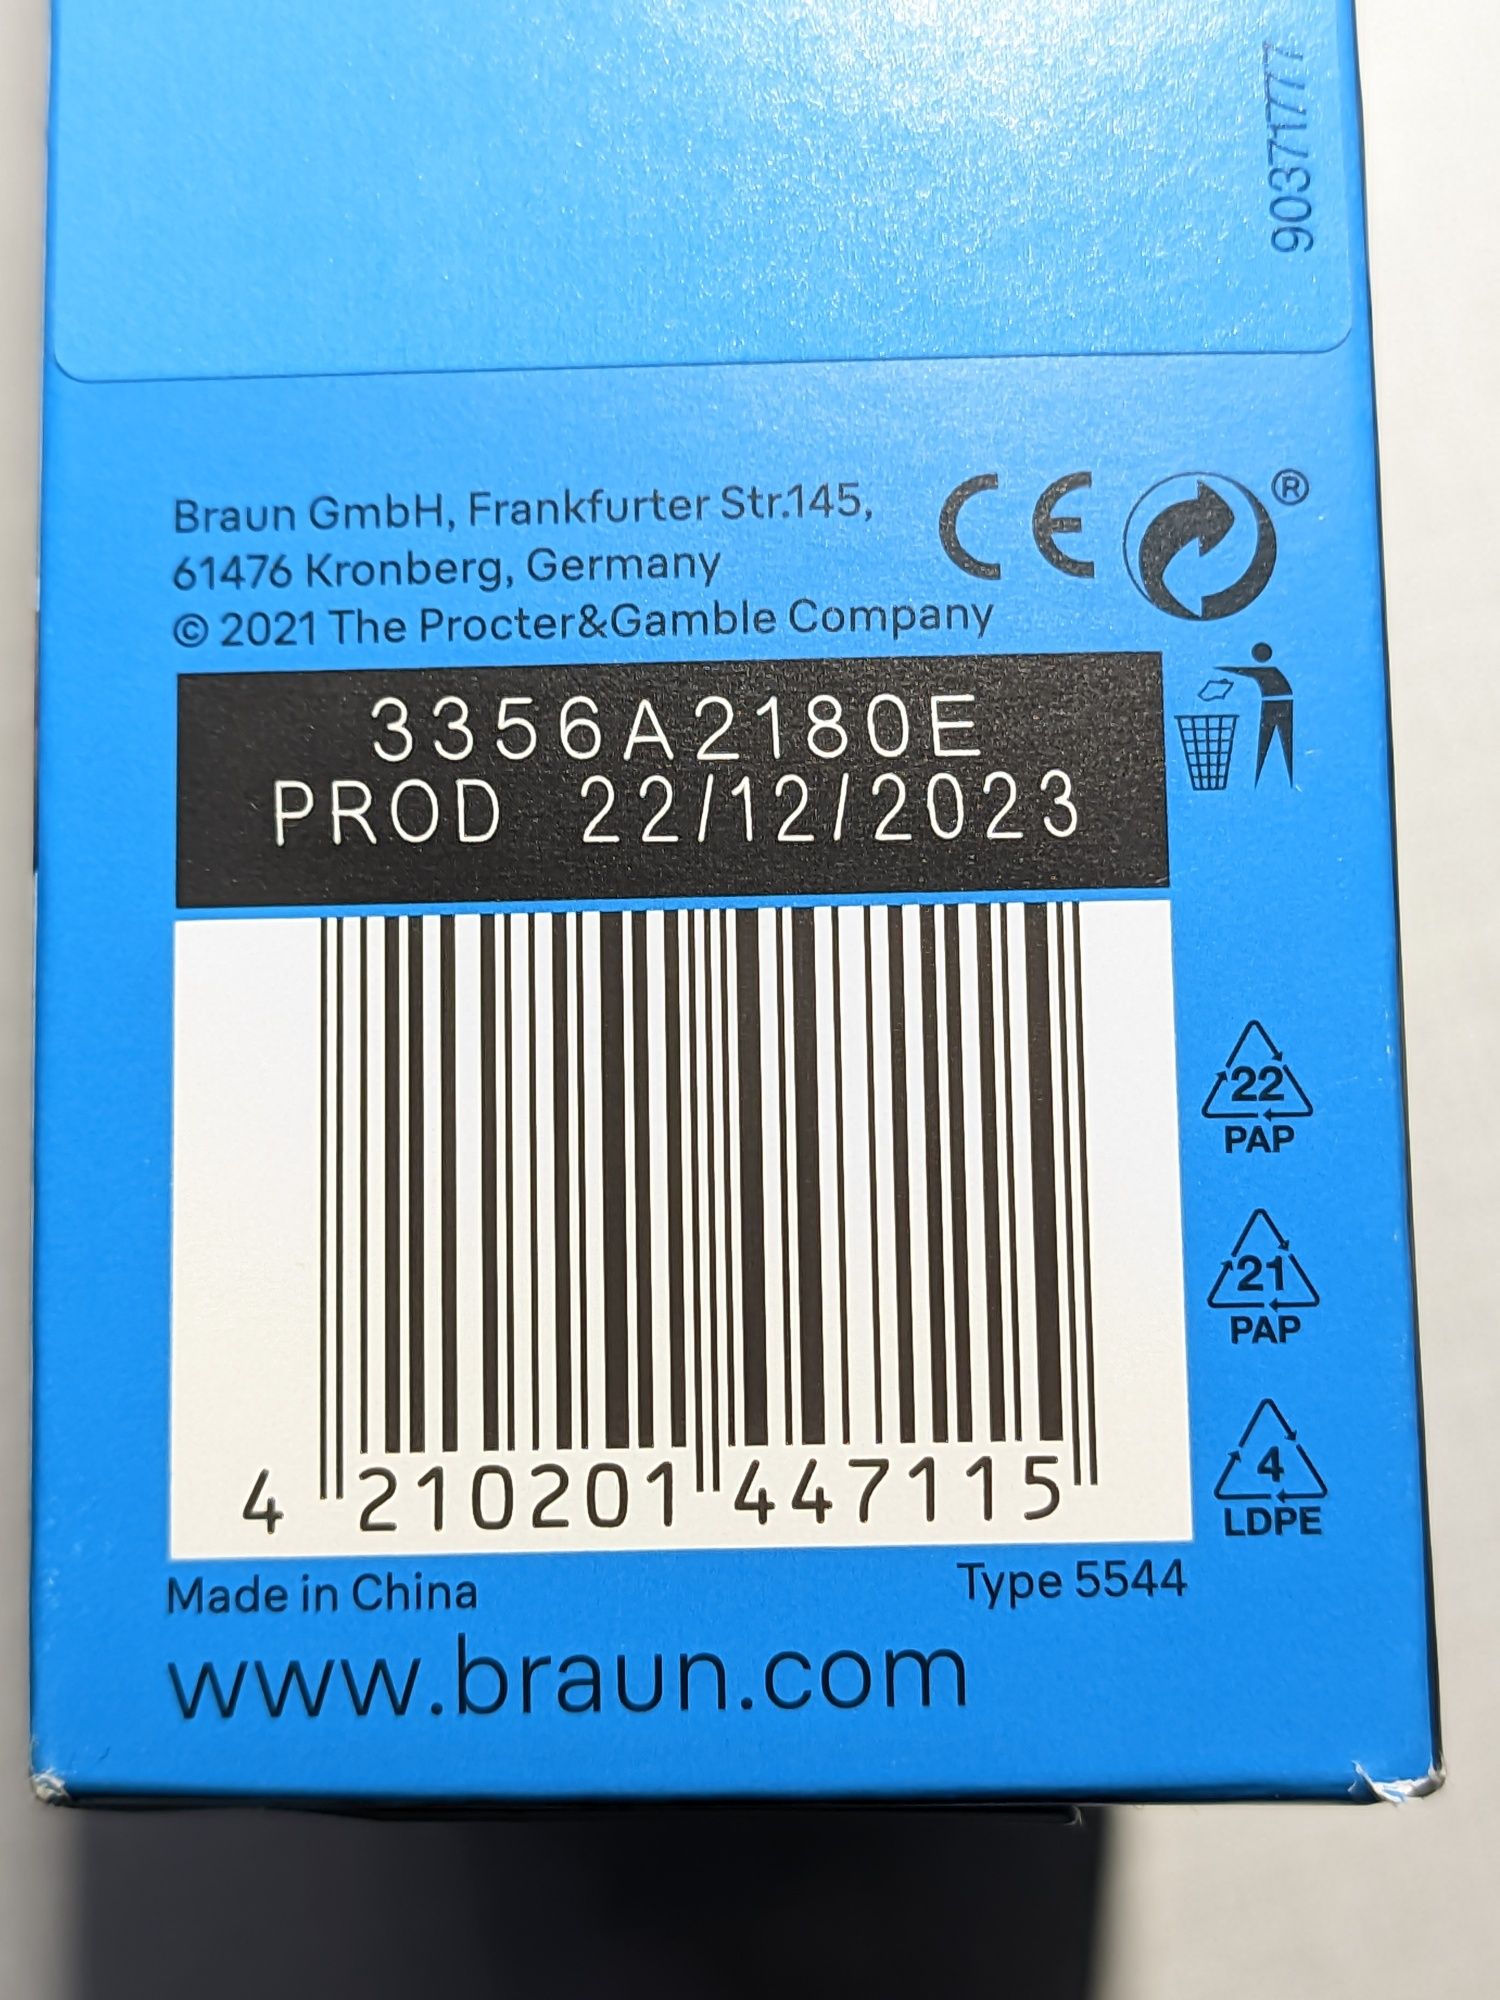 90371777
Braun GmbH, Frankfurter Str.145,
61476 Kronberg, Germany
© 2021 The Procter&Gamble Company
CE
®
3356A2180E
PROD 22/12/2023
22
PAP
21
PAP
4
LDPE
4 210201 447115
Made in China
Type 5544
www.braun.com